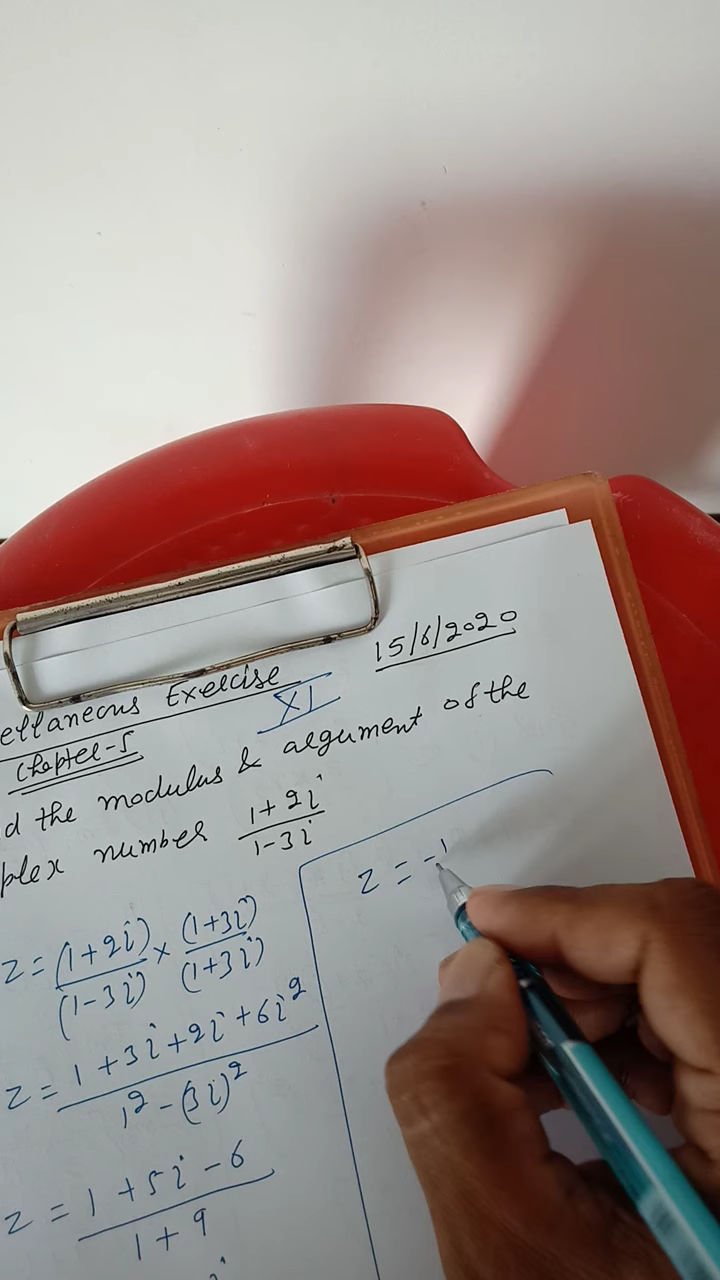 ellaneous Exercise 15/6/2020
Chapter-5 XI
d the modulus & argument of the
plex number 1+2i/1-3i
z = (1+2i)/(1-3i) × (1+3i)/(1+3i)
z = 1+3i+2i+6i²/1²-(3i)²
z = 1+5i-6/1+9
z = -1